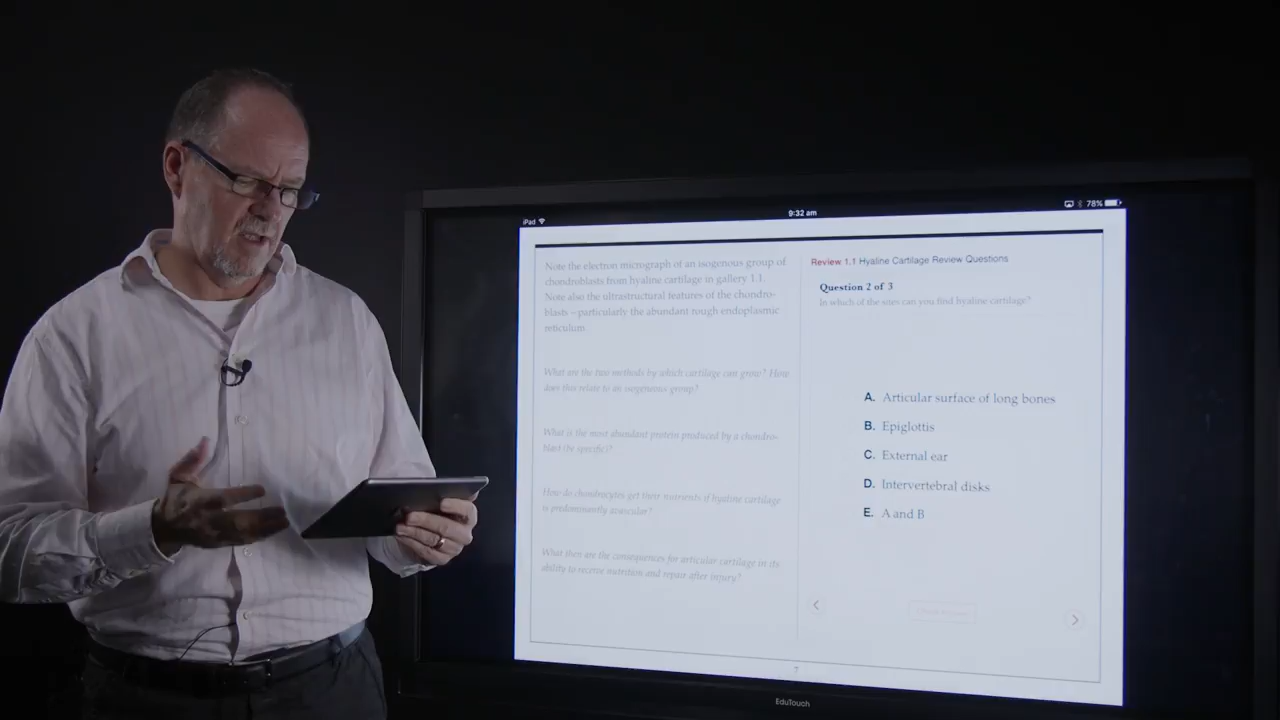 iPad
9:32 am
78%
Note the electron micrograph of an isogenous group of
chondroblasts from hyaline cartilage in gallery 1.1.
Note also the ultrastructural features of the chondro-
blasts – particularly the abundant rough endoplasmic
reticulum.
What are the two methods by which cartilage can grow? How
does this relate to an isogenous group?
What is the most abundant protein produced by a chondro-
blast (be specific)?
How do chondrocytes get their nutrients if hyaline cartilage
is predominantly avascular?
What then are the consequences for articular cartilage in its
ability to receive nutrition and repair after injury?
Review 1.1 Hyaline Cartilage Review Questions
Question 2 of 3
In which of the sites can you find hyaline cartilage?
A. Articular surface of long bones
B. Epiglottis
C. External ear
D. Intervertebral disks
E. A and B
7
EduTouch